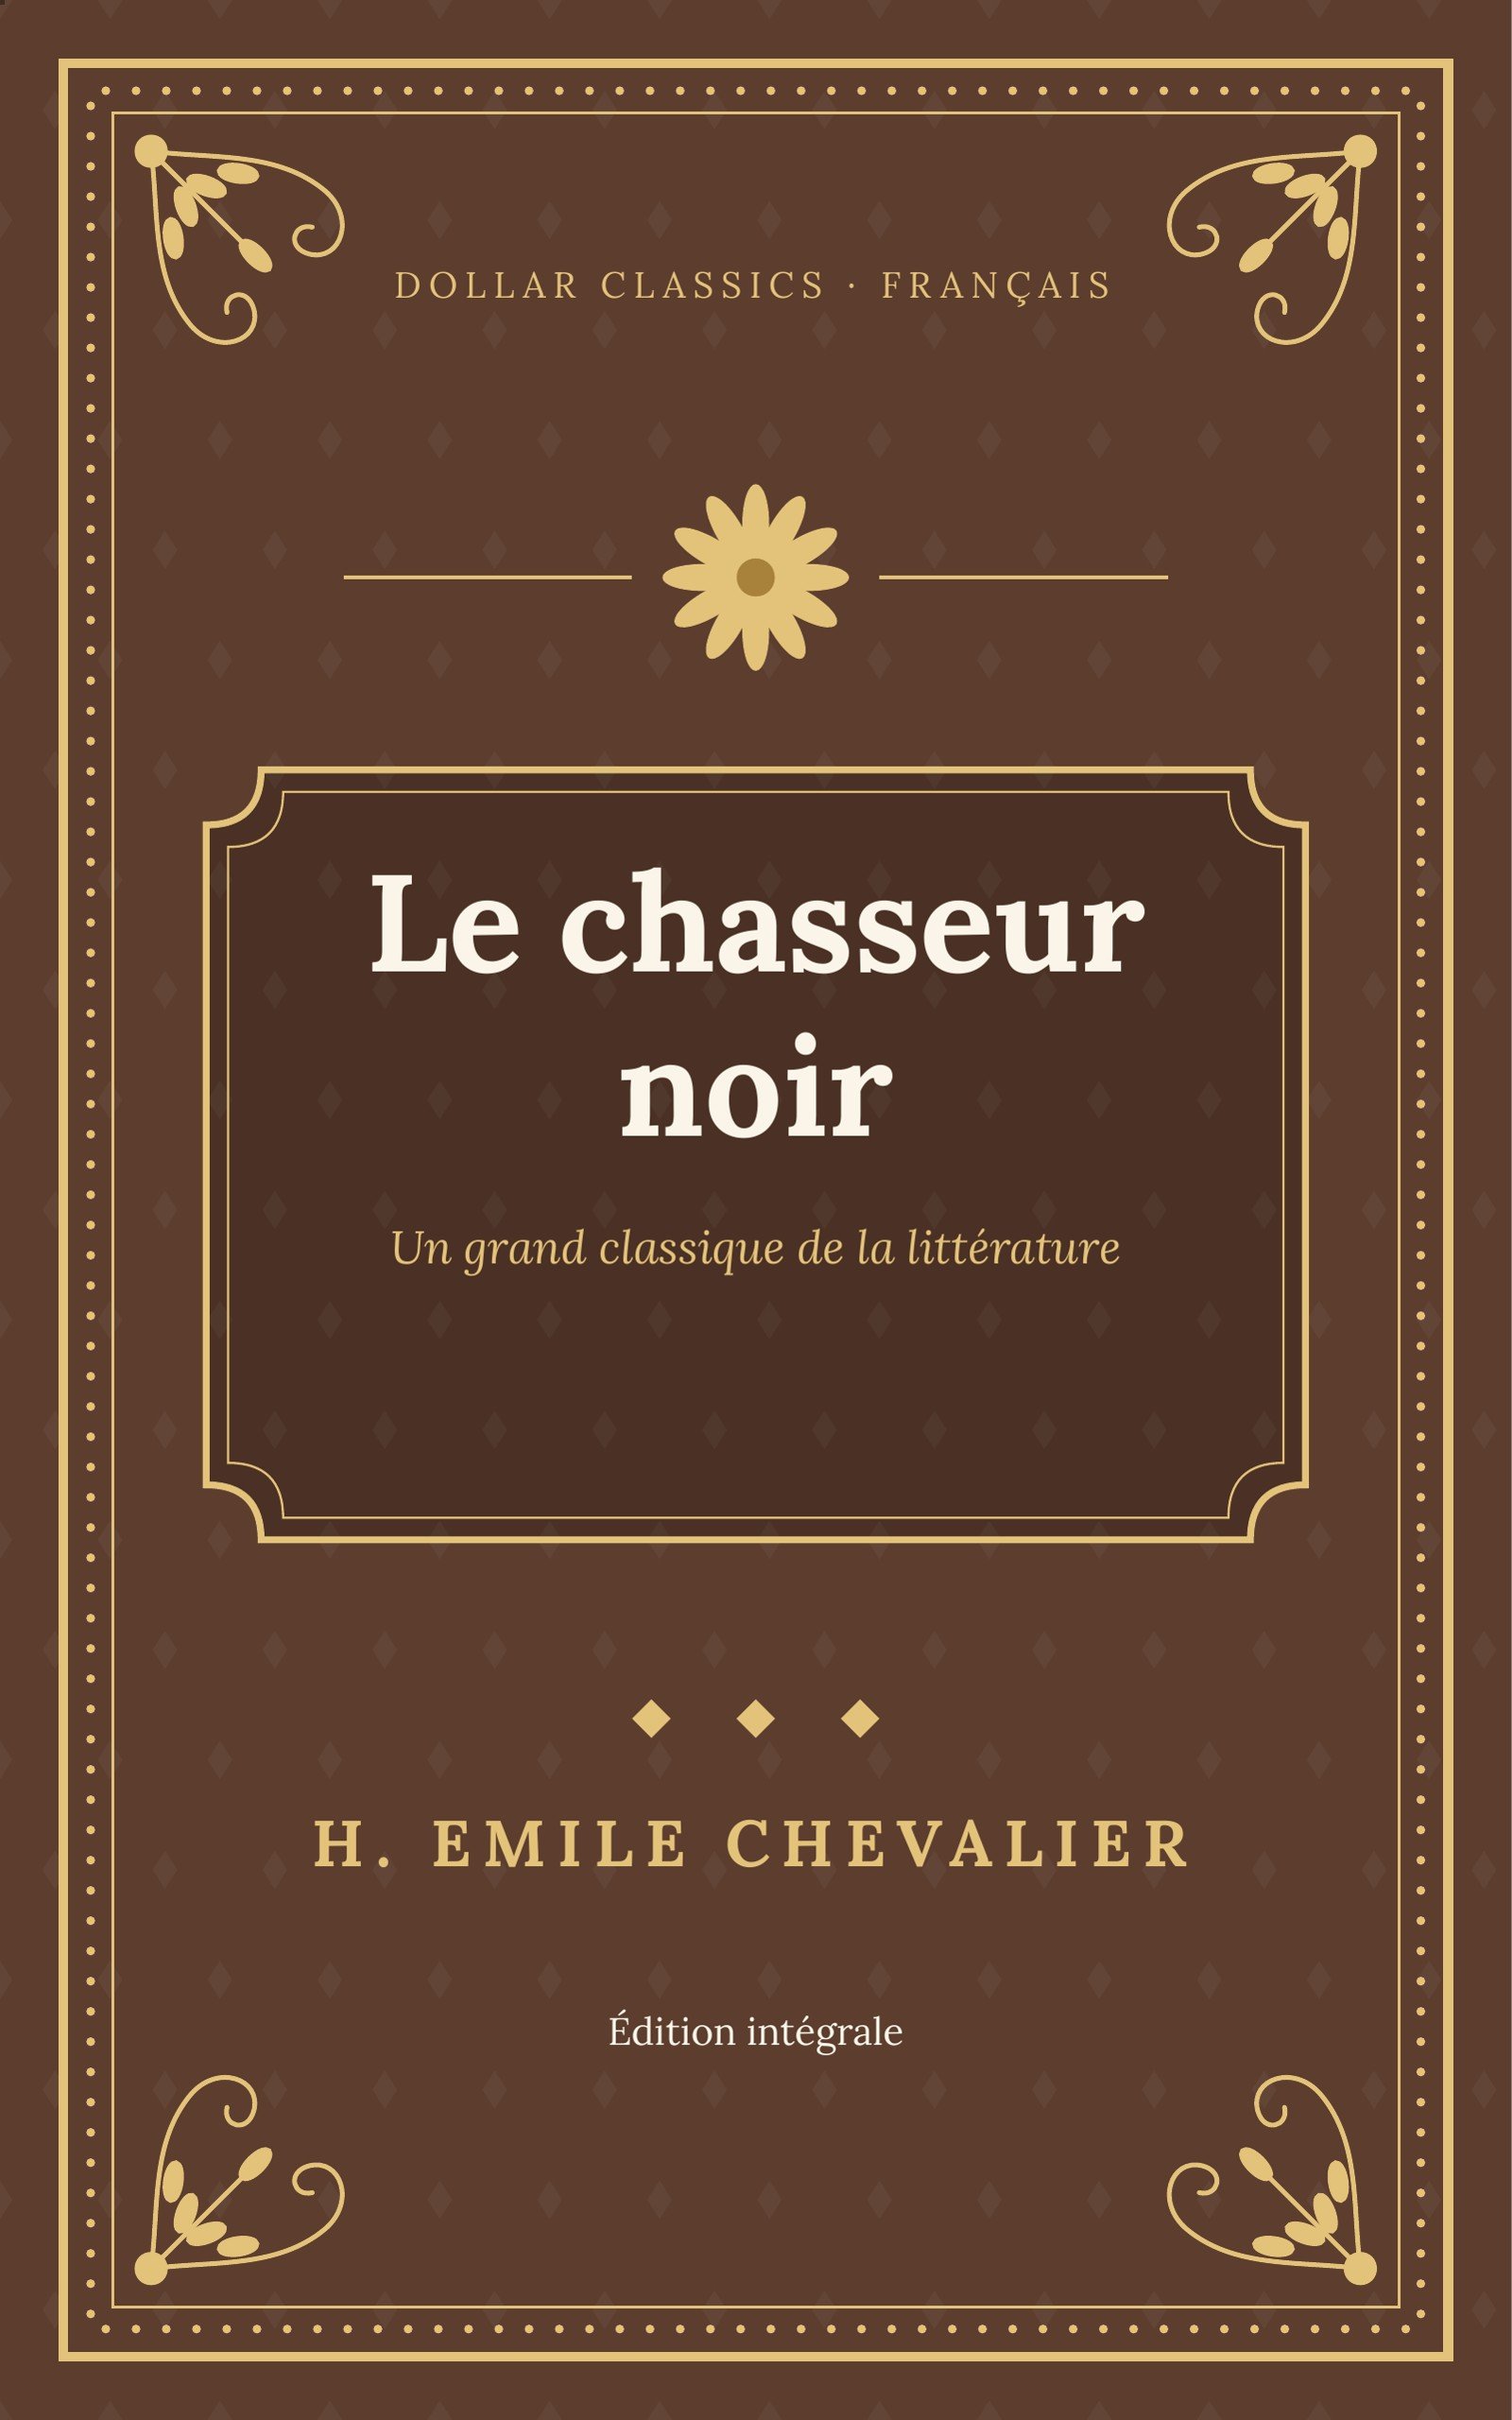 DOLLAR CLASSICS · FRANÇAIS
Le chasseur
noir
Un grand classique de la littérature
H. EMILE CHEVALIER
Édition intégrale